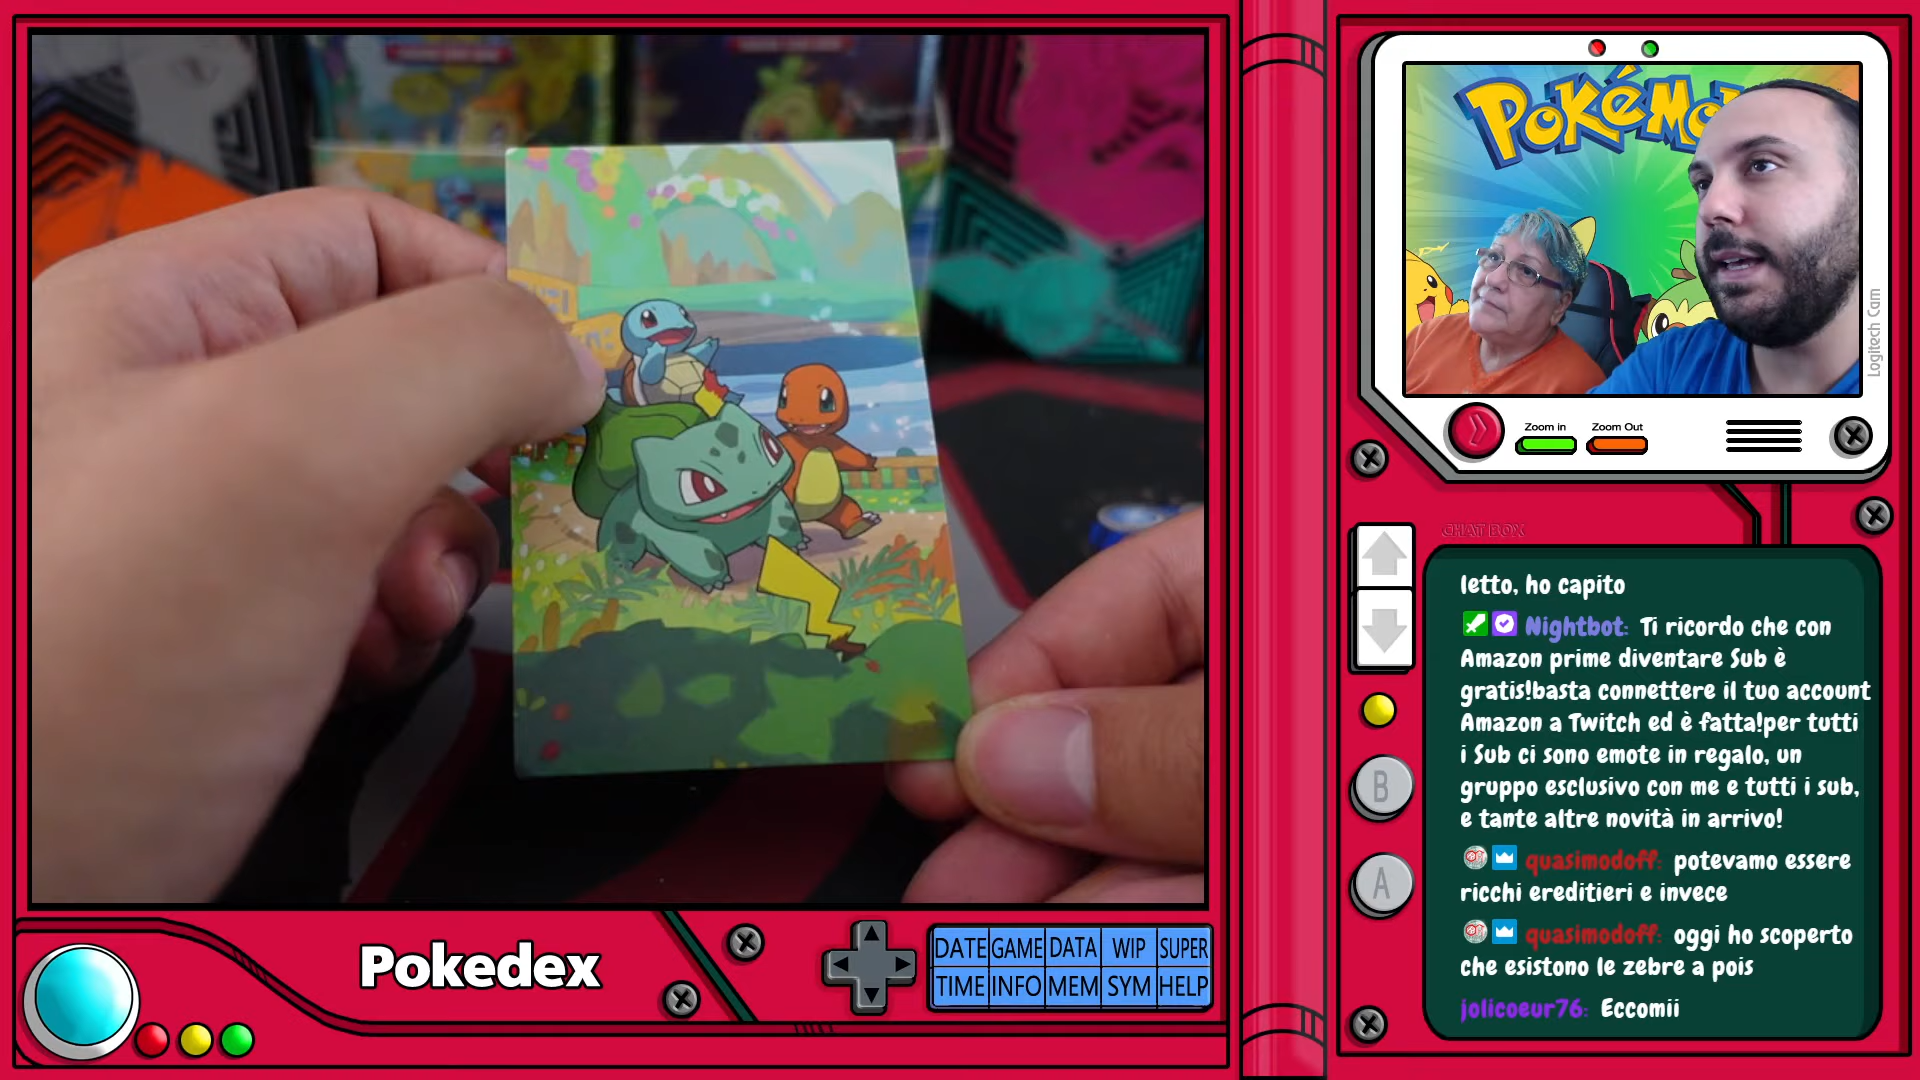 POKÉMO
Logitech Cam
Zoom in
Zoom Out
CHAT BOX
letto, ho capito
Nightbot: Ti ricordo che con
Amazon prime diventare Sub è
gratis!basta connettere il tuo account
Amazon a Twitch ed è fatta!per tutti
i Sub ci sono emote in regalo, un
gruppo esclusivo con me e tutti i sub,
e tante altre novità in arrivo!
quasimodoff: potevamo essere
ricchi ereditieri e invece
quasimodoff: oggi ho scoperto
che esistono le zebre a pois
jolicoeur76: Eccomii
B
A
Pokedex
DATE GAME DATA WIP SUPER
TIME INFO MEM SYM HELP